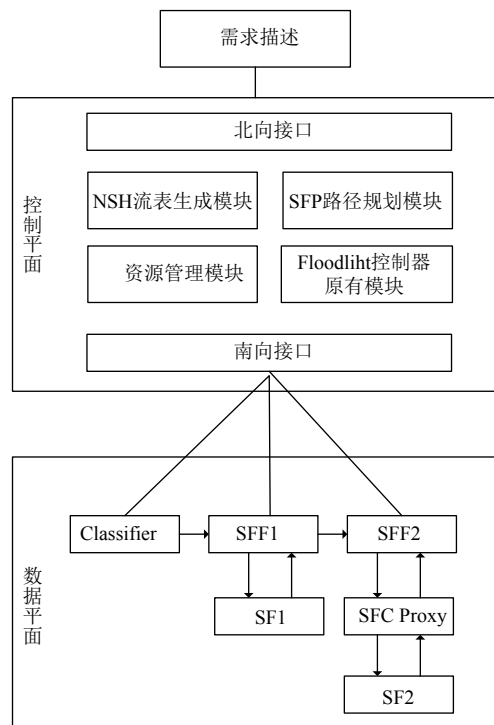 需求描述
北向接口
控制平面
NSH流表生成模块
SFP路径规划模块
资源管理模块
Floodliht控制器
原有模块
南向接口
数据平面
Classifier
SFF1
SFF2
SF1
SFC Proxy
SF2